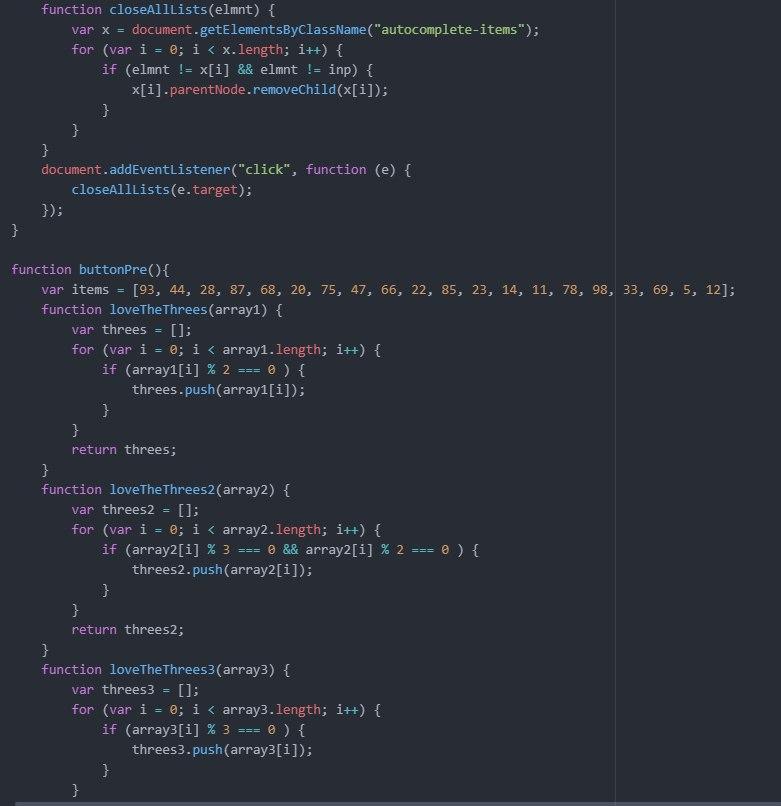 function closeAllLists(elmnt) {
var x = document.getElementsByClassName("autocomplete-items");
for (var i = 0; i < x.length; i++) {
if (elmnt != x[i] && elmnt != inp) {
x[i].parentNode.removeChild(x[i]);
}
}
}
document.addEventListener("click", function (e) {
closeAllLists(e.target);
});
}
function buttonPre(){
var items = [93, 44, 28, 87, 68, 20, 75, 47, 66, 22, 85, 23, 14, 11, 78, 98, 33, 69, 5, 12];
function loveTheThrees(array1) {
var threes = [];
for (var i = 0; i < array1.length; i++) {
if (array1[i] % 2 === 0 ) {
threes.push(array1[i]);
}
}
return threes;
}
function loveTheThrees2(array2) {
var threes2 = [];
for (var i = 0; i < array2.length; i++) {
if (array2[i] % 3 === 0 && array2[i] % 2 === 0 ) {
threes2.push(array2[i]);
}
}
return threes2;
}
function loveTheThrees3(array3) {
var threes3 = [];
for (var i = 0; i < array3.length; i++) {
if (array3[i] % 3 === 0 ) {
threes3.push(array3[i]);
}
}